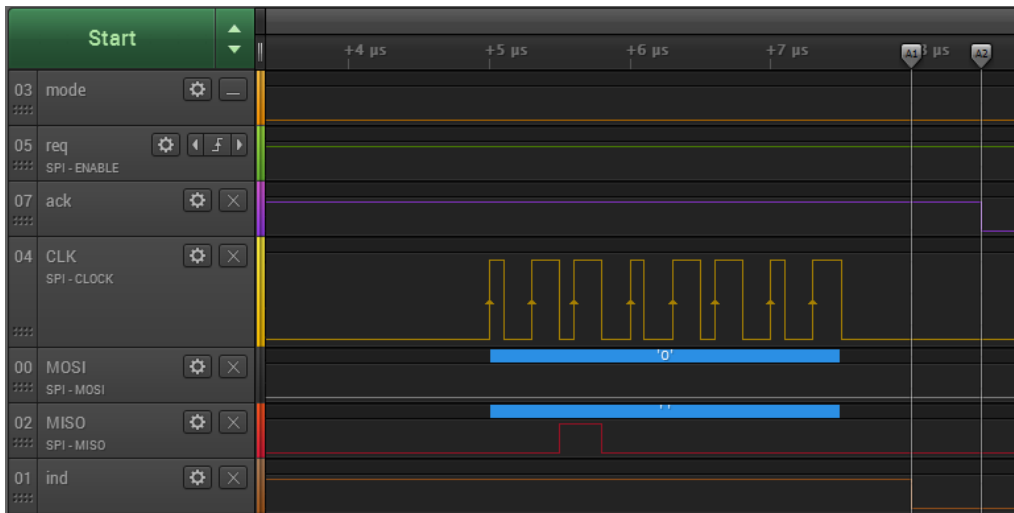 Start
+4 µs
+5 µs
+6 µs
+7 µs
A1
µs
A2
03 mode
05 req
SPI - ENABLE
07 ack
04 CLK
SPI - CLOCK
'0'
00 MOSI
SPI - MOSI
' '
02 MISO
SPI - MISO
01 ind